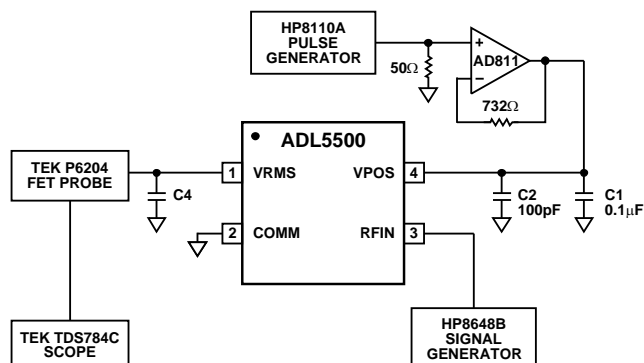 HP8110A
PULSE
GENERATOR
50Ω
+
AD811
−
732Ω
ADL5500
TEK P6204
FET PROBE
C4
1 VRMS
VPOS 4
C2
100pF
C1
0.1μF
2 COMM
RFIN 3
TEK TDS784C
SCOPE
HP8648B
SIGNAL
GENERATOR